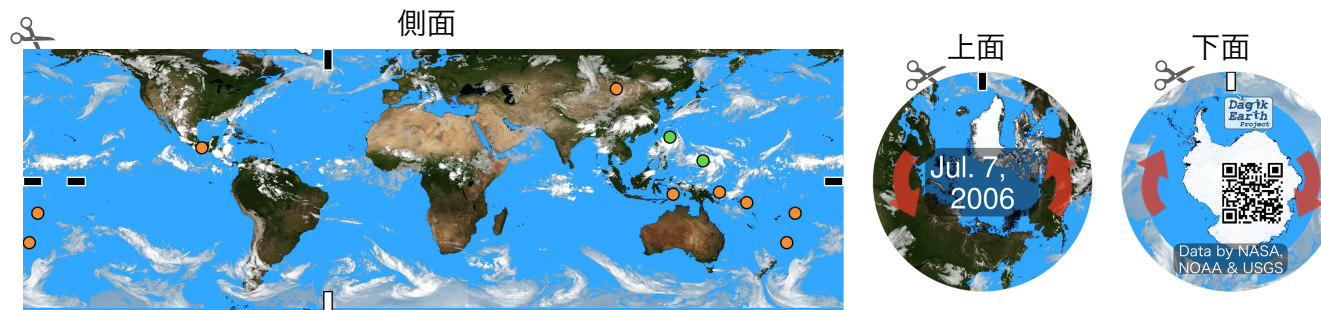 側面
上面
下面
Jul. 7,
2006
Dagik
Earth
Project
Data by NASA,
NOAA & USGS